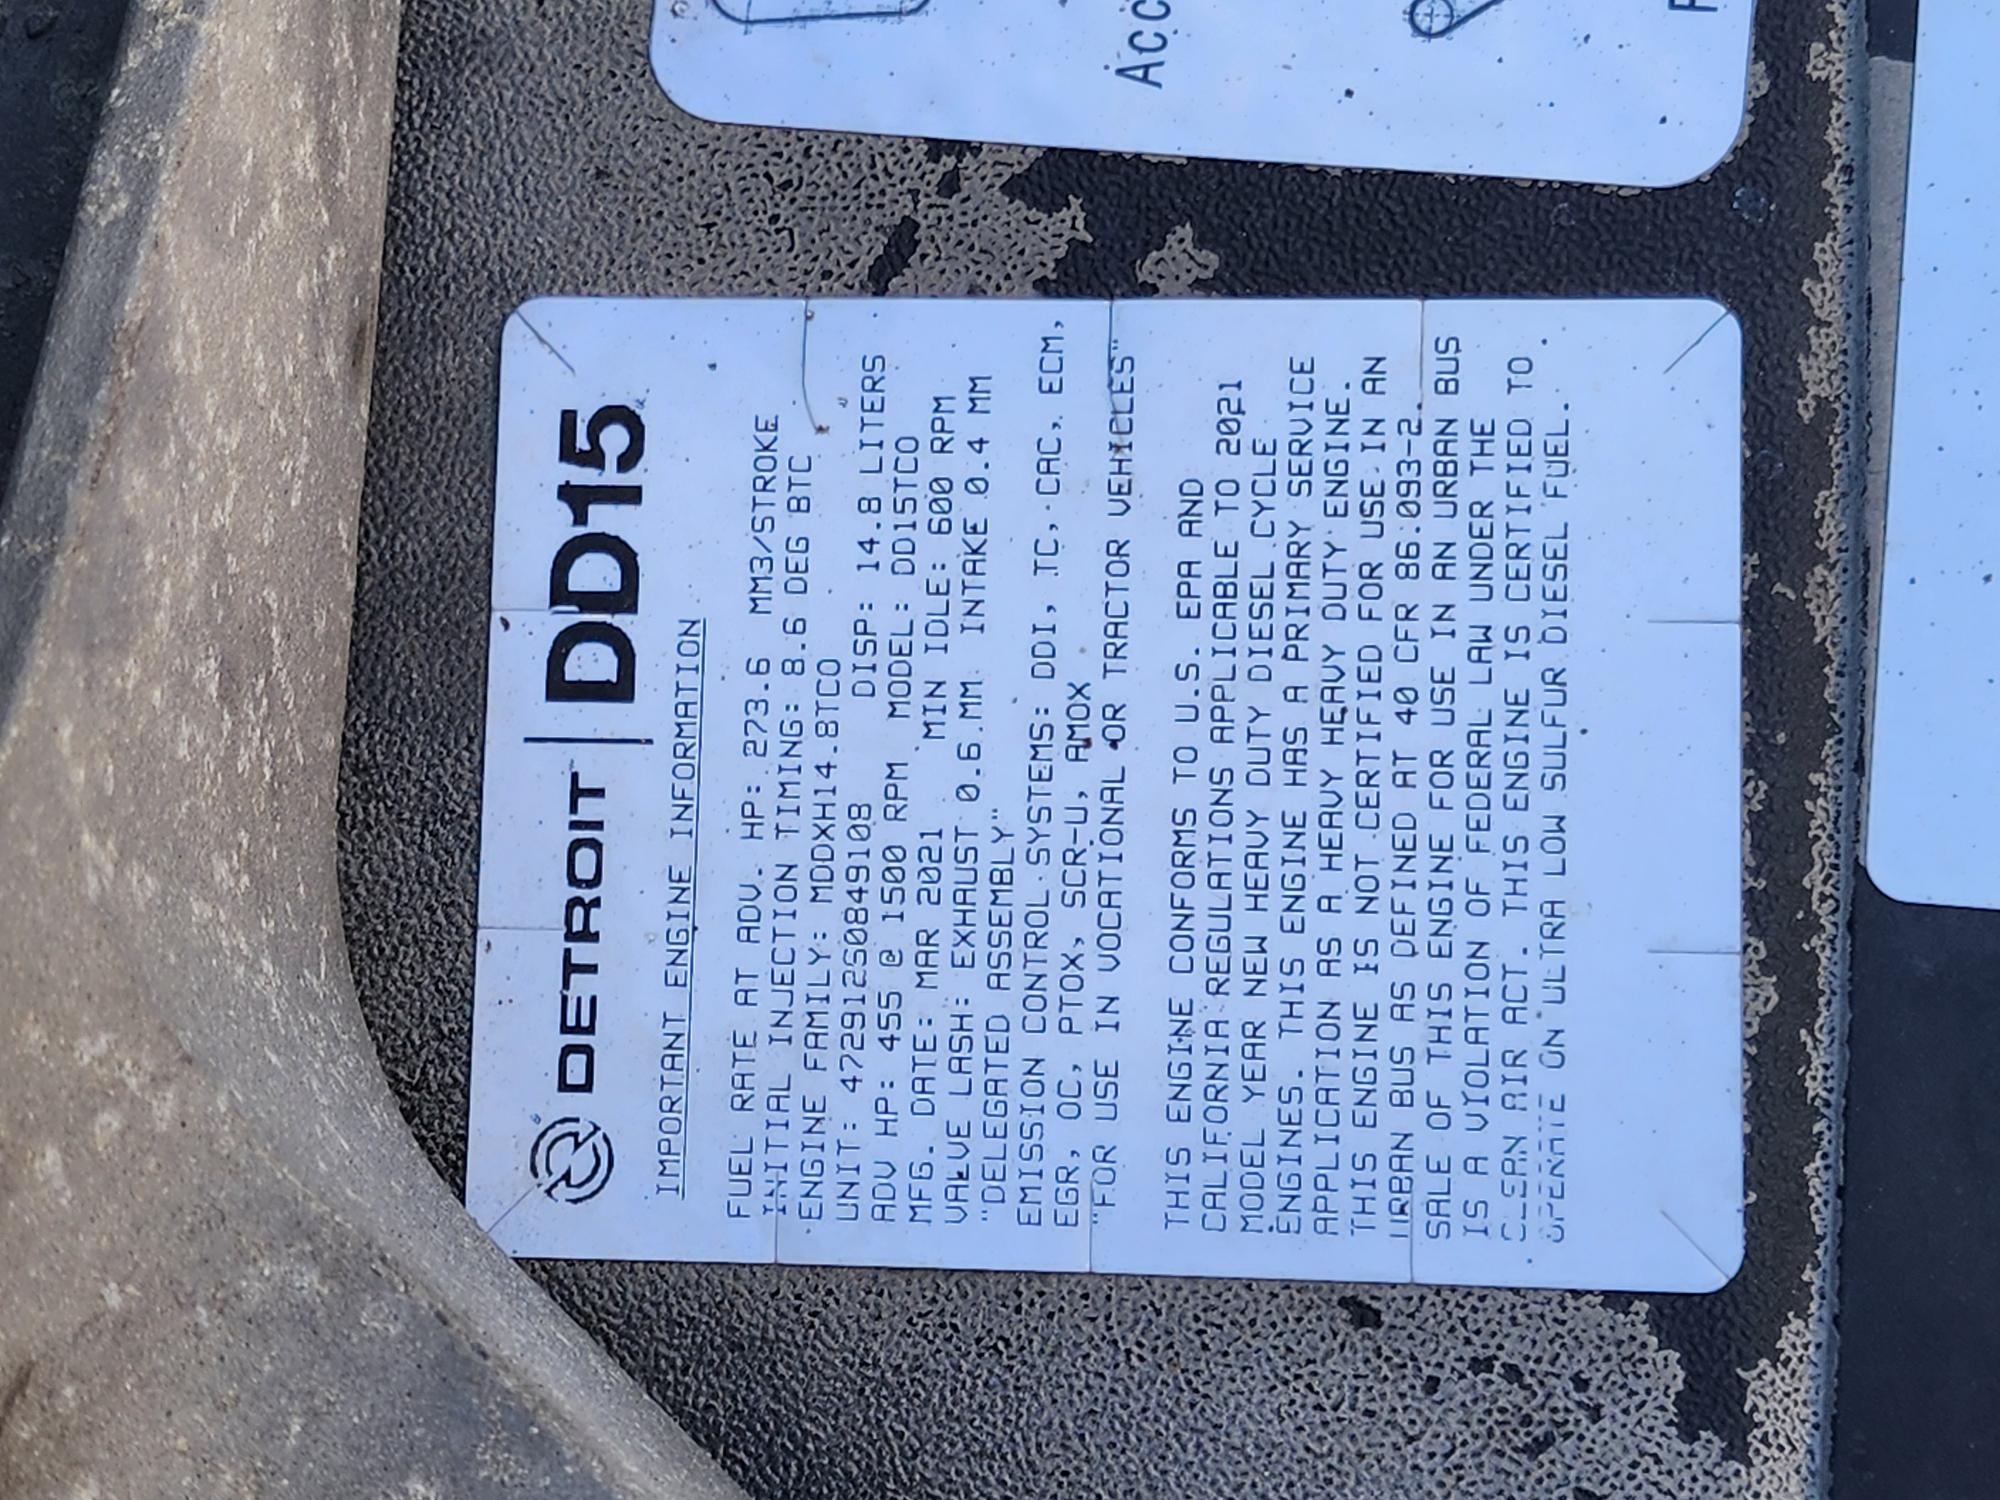 DETROIT | DD15
IMPORTANT ENGINE INFORMATION
FUEL RATE AT ADV. HP: 273.6 MM3/STROKE
INITIAL INJECTION TIMING: 8.6 DEG BTC
ENGINE FAMILY: MDDXH14.8TCO
UNIT: 472912S0849108 DISP: 14.8 LITERS
ADV HP: 455 @ 1500 RPM MODEL: DD15TCO
MFG. DATE: MAR 2021 MIN IDLE: 600 RPM
VALVE LASH: EXHAUST 0.6 MM INTAKE 0.4 MM
"DELEGATED ASSEMBLY"
EMISSION CONTROL SYSTEMS: DDI, TC, CAC, ECM,
EGR, OC, PTOX, SCR-U, AMOX
"FOR USE IN VOCATIONAL OR TRACTOR VEHICLES"
THIS ENGINE CONFORMS TO U.S. EPA AND
CALIFORNIA REGULATIONS APPLICABLE TO 2021
MODEL YEAR NEW HEAVY DUTY DIESEL CYCLE
ENGINES. THIS ENGINE HAS A PRIMARY SERVICE
APPLICATION AS A HEAVY HEAVY DUTY ENGINE.
THIS ENGINE IS NOT CERTIFIED FOR USE IN AN
URBAN BUS AS DEFINED AT 40 CFR 86.093-2.
SALE OF THIS ENGINE FOR USE IN AN URBAN BUS
IS A VIOLATION OF FEDERAL LAW UNDER THE
CLEAN AIR ACT. THIS ENGINE IS CERTIFIED TO
OPERATE ON ULTRA LOW SULFUR DIESEL FUEL.
Acc